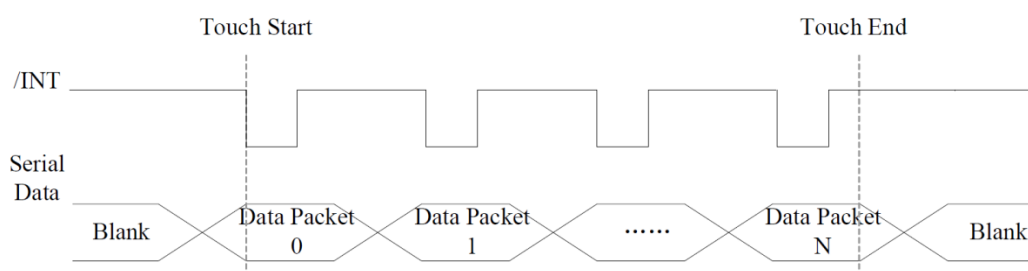 Touch Start
Touch End
/INT
Serial
Data
Blank
Data Packet
0
Data Packet
1
......
Data Packet
N
Blank